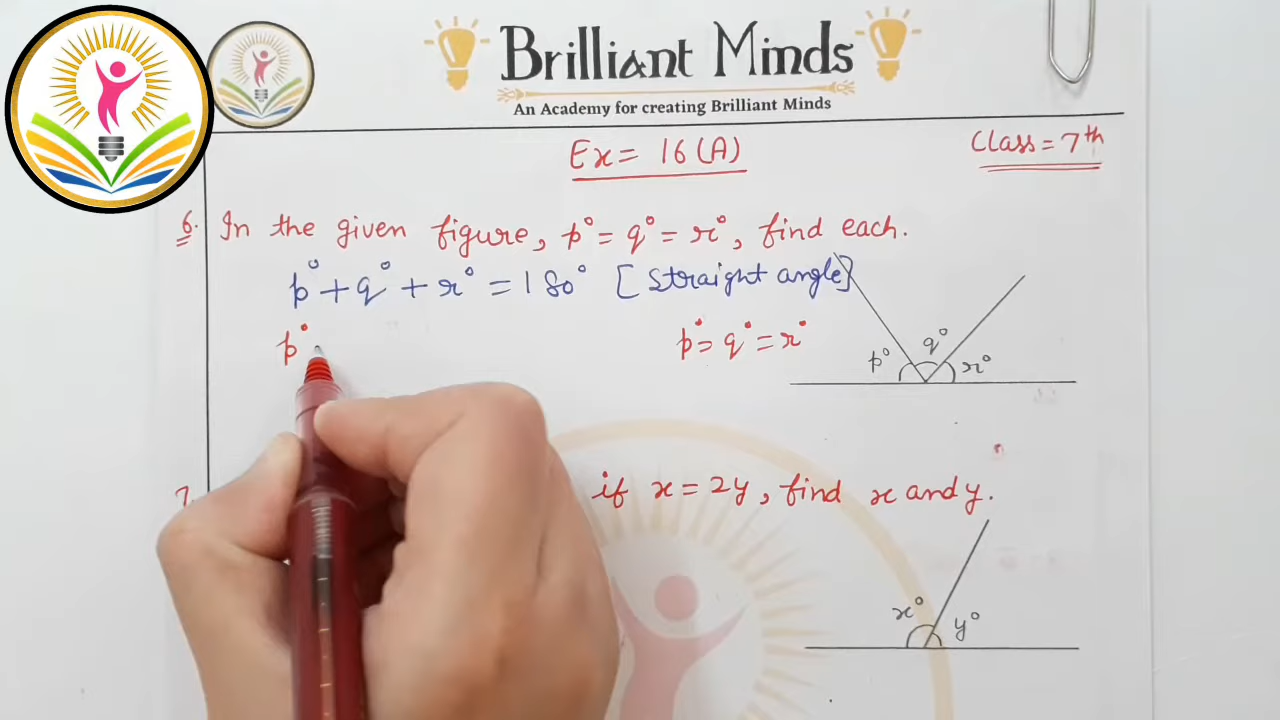 Brilliant Minds
An Academy for creating Brilliant Minds
Ex = 16 (A)
Class = 7th
6. In the given figure, p° = q° = r°, find each.
p° + q° + r° = 180° [Straight angle]
p°
p° = q° = r°
p° q° r°
7. if x = 2y, find x and y.
x° y°